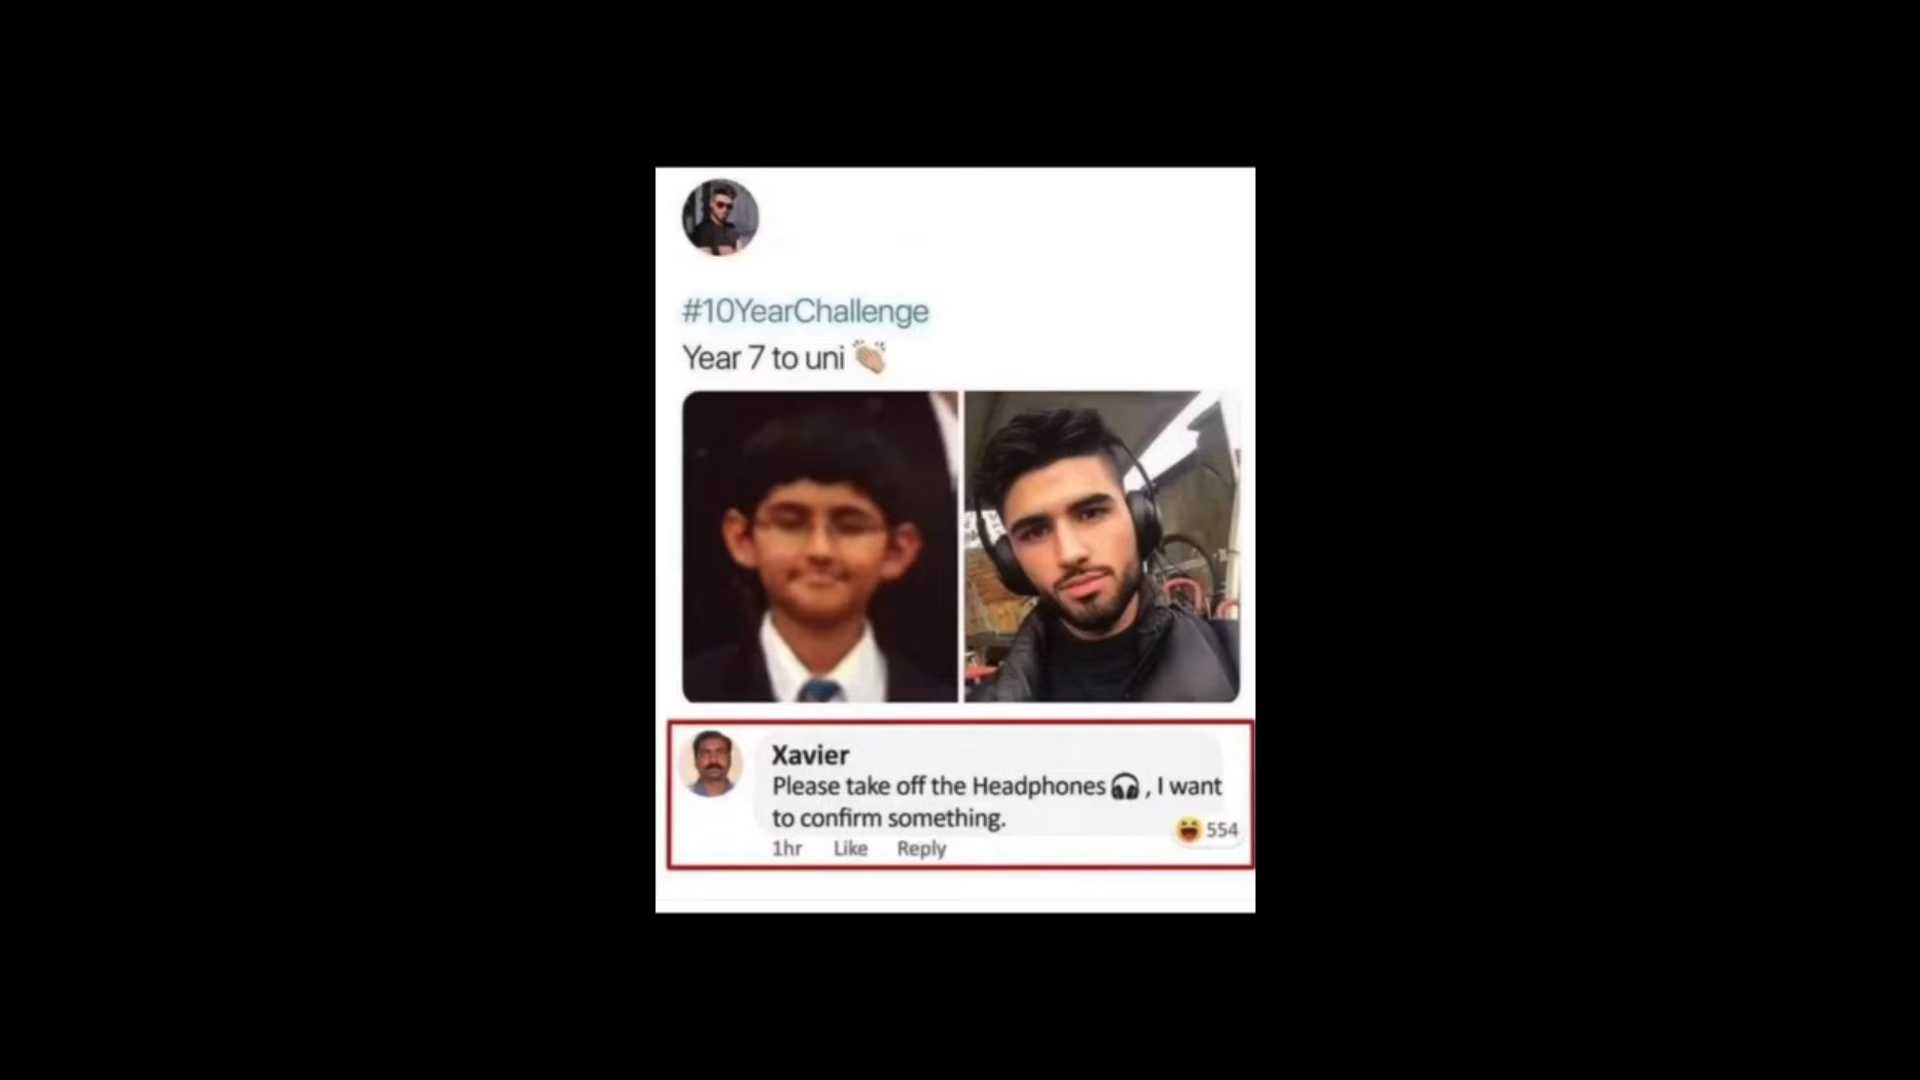 #10YearChallenge
Year 7 to uni 👏🏼
Xavier
Please take off the Headphones 🎧, I want
to confirm something.
😆 554
1hr Like Reply